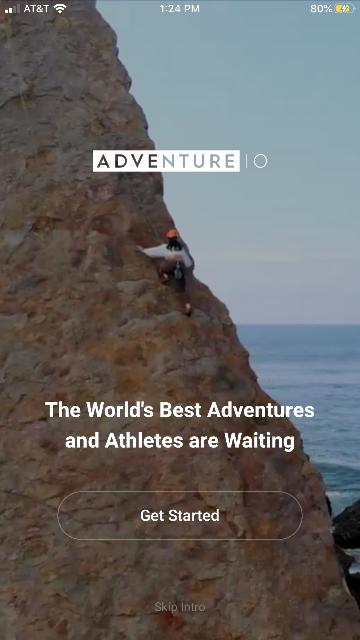 AT&T 1:24 PM 80%
ADVENTURE | O
The World's Best Adventures
and Athletes are Waiting
Get Started
Skip Intro